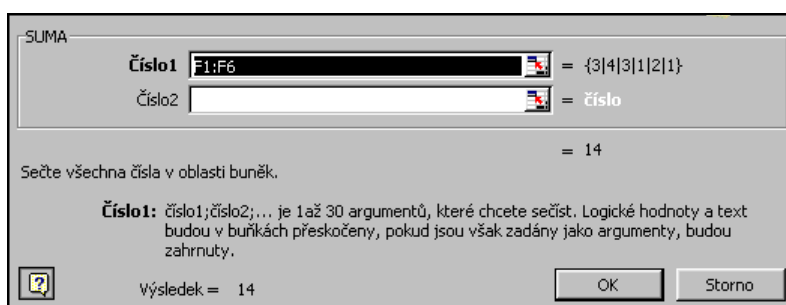 SUMA
Číslo1 F1:F6 = {3|4|3|1|2|1}
Číslo2 = číslo
= 14
Sečte všechna čísla v oblasti buněk.
Číslo1: číslo1;číslo2;... je 1až 30 argumentů, které chcete sečíst. Logické hodnoty a text
budou v buňkách přeskočeny, pokud jsou však zadány jako argumenty, budou
zahrnuty.
? Výsledek = 14 OK Storno